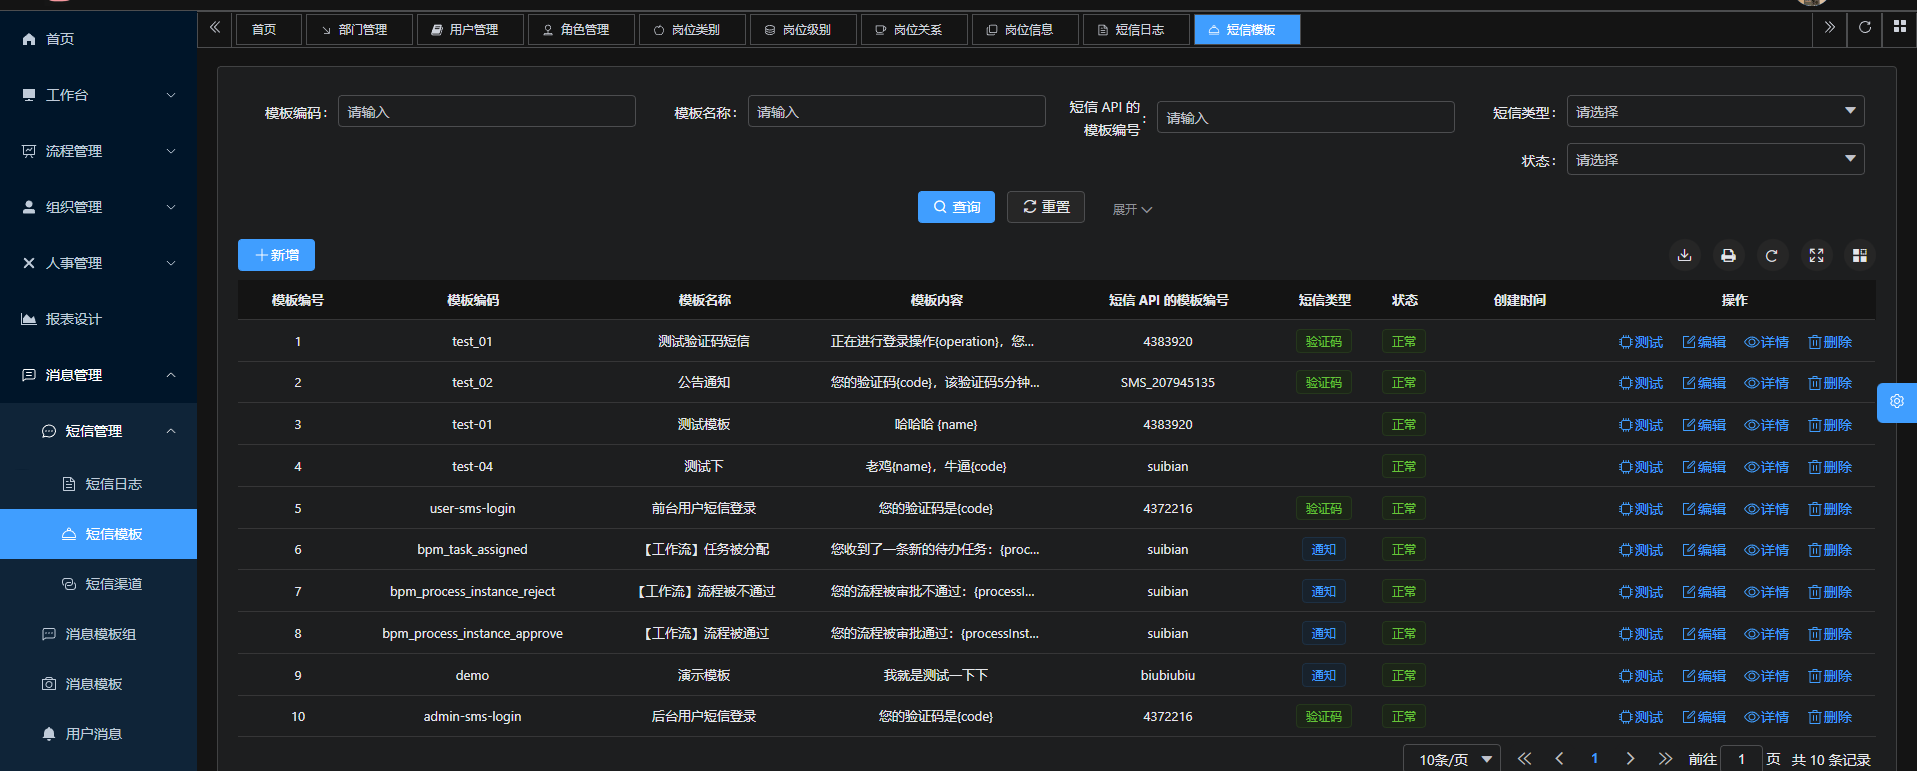 首页
工作台
流程管理
组织管理
人事管理
报表设计
消息管理
短信管理
短信日志
短信模板
短信渠道
消息模板组
消息模板
用户消息
首页 部门管理 用户管理 角色管理 岗位类别 岗位级别 岗位关系 岗位信息 短信日志 短信模板
模板编码： 请输入 模板名称： 请输入 短信 API 的模板编号： 请输入 短信类型： 请选择
状态： 请选择
查询 重置 展开
新增
模板编号 模板编码 模板名称 模板内容 短信 API 的模板编号 短信类型 状态 创建时间 操作
1 test_01 测试验证码短信 正在进行登录操作{operation}，您... 4383920 验证码 正常 测试 编辑 详情 删除
2 test_02 公告通知 您的验证码{code}，该验证码5分钟... SMS_207945135 验证码 正常 测试 编辑 详情 删除
3 test-01 测试模板 哈哈哈 {name} 4383920 正常 测试 编辑 详情 删除
4 test-04 测试下 老鸡{name}，牛逼{code} suibian 正常 测试 编辑 详情 删除
5 user-sms-login 前台用户短信登录 您的验证码是{code} 4372216 验证码 正常 测试 编辑 详情 删除
6 bpm_task_assigned 【工作流】任务被分配 您收到了一条新的待办任务：{proc... suibian 通知 正常 测试 编辑 详情 删除
7 bpm_process_instance_reject 【工作流】流程被不通过 您的流程被审批不通过：{processI... suibian 通知 正常 测试 编辑 详情 删除
8 bpm_process_instance_approve 【工作流】流程被通过 您的流程被审批通过：{processInst... suibian 通知 正常 测试 编辑 详情 删除
9 demo 演示模板 我就是测试一下下 biubiubiu 通知 正常 测试 编辑 详情 删除
10 admin-sms-login 后台用户短信登录 您的验证码是{code} 4372216 验证码 正常 测试 编辑 详情 删除
10条/页 1 前往 1 页 共 10 条记录